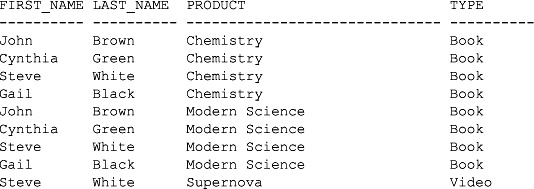 FIRST_NAME LAST_NAME PRODUCT TYPE
---------- ---------- ------------------------------ ----------
John Brown Chemistry Book
Cynthia Green Chemistry Book
Steve White Chemistry Book
Gail Black Chemistry Book
John Brown Modern Science Book
Cynthia Green Modern Science Book
Steve White Modern Science Book
Gail Black Modern Science Book
Steve White Supernova Video